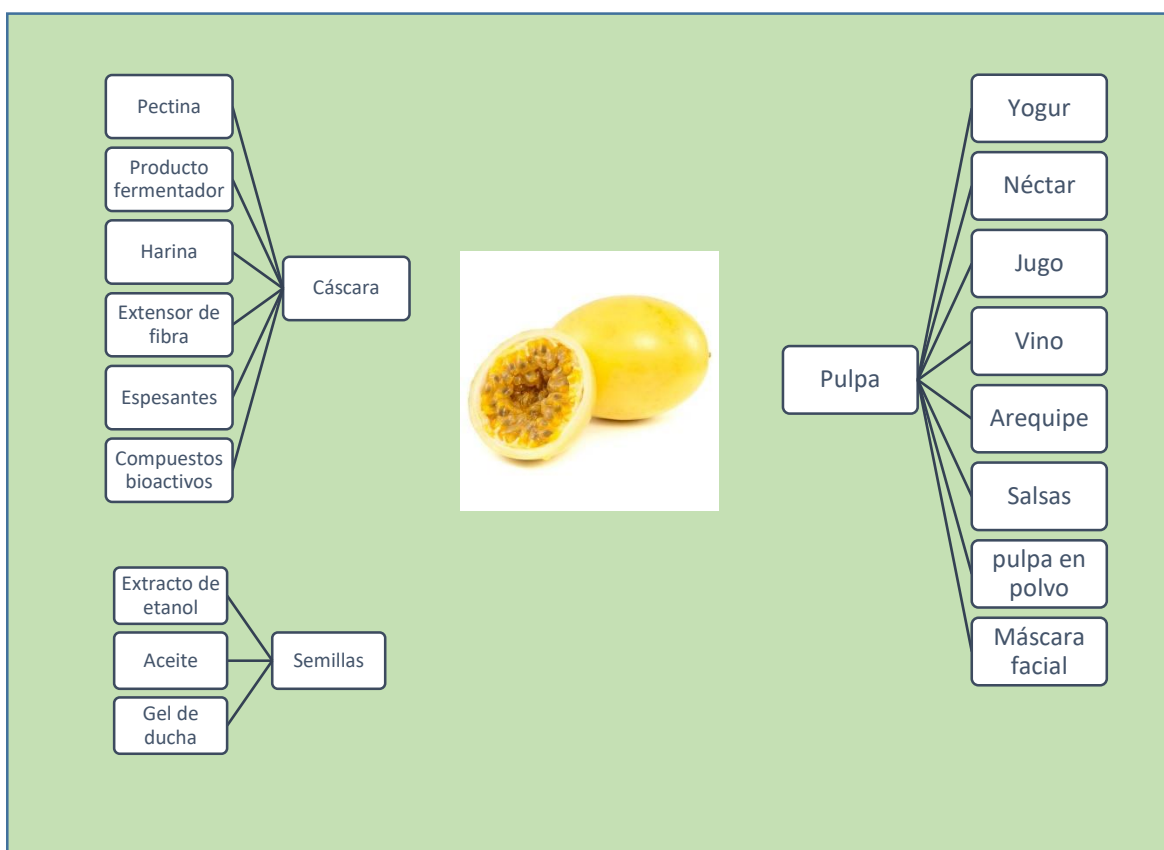 Pectina
Producto
fermentador
Harina
Extensor de
fibra
Espesantes
Compuestos
bioactivos
Cáscara
Extracto de
etanol
Aceite
Gel de
ducha
Semillas
Pulpa
Yogur
Néctar
Jugo
Vino
Arequipe
Salsas
pulpa en
polvo
Máscara
facial